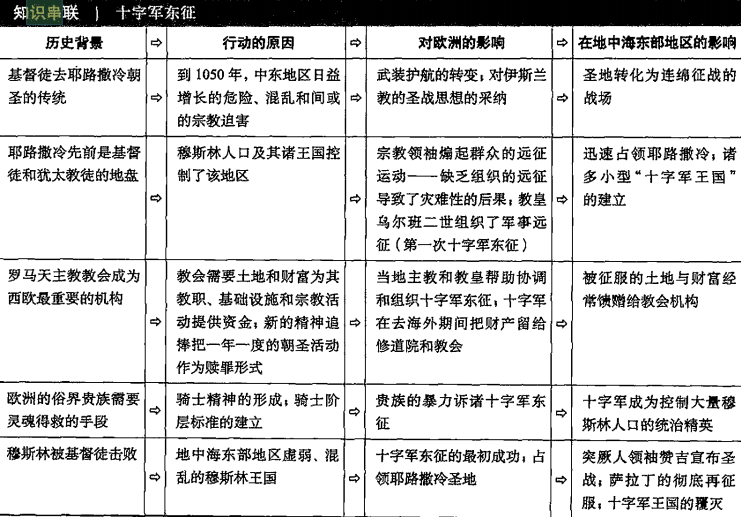 知识串联 | 十字军东征
历史背景 ⇨ 行动的原因 ⇨ 对欧洲的影响 ⇨ 在地中海东部地区的影响
基督徒去耶路撒冷朝
圣的传统
⇨
到1050年，中东地区日益
增长的危险、混乱和间或
的宗教迫害
⇨
武装护航的转变；对伊斯兰
教的圣战思想的采纳
⇨
圣地转化为连绵征战的
战场
耶路撒冷先前是基督
徒和犹太教徒的地盘
⇨
穆斯林人口及其诸王国控
制了该地区
⇨
宗教领袖煽起群众的远征
运动——缺乏组织的远征
导致了灾难性的后果；教皇
乌尔班二世组织了军事远
征（第一次十字军东征）
⇨
迅速占领耶路撒冷；诸
多小型“十字军王国”
的建立
罗马天主教教会成为
西欧最重要的机构
⇨
教会需要土地和财富为其
教职、基础设施和宗教活
动提供资金；新的精神追
捧把一年一度的朝圣活动
作为赎罪形式
⇨
当地主教和教皇帮助协调
和组织十字军东征；十字军
在去海外期间把财产留给
修道院和教会
⇨
被征服的土地与财富经
常馈赠给教会机构
欧洲的俗界贵族需要
灵魂得救的手段
⇨
骑士精神的形成；骑士阶
层标准的建立
⇨
贵族的暴力诉诸十字军东
征
⇨
十字军成为控制大量穆
斯林人口的统治精英
穆斯林被基督徒击败
⇨
地中海东部地区虚弱、混
乱的穆斯林王国
⇨
十字军东征的最初成功；占
领耶路撒冷圣地
⇨
突厥人领袖赞吉宣布圣
战；萨拉丁的彻底再征
服；十字军王国的覆灭